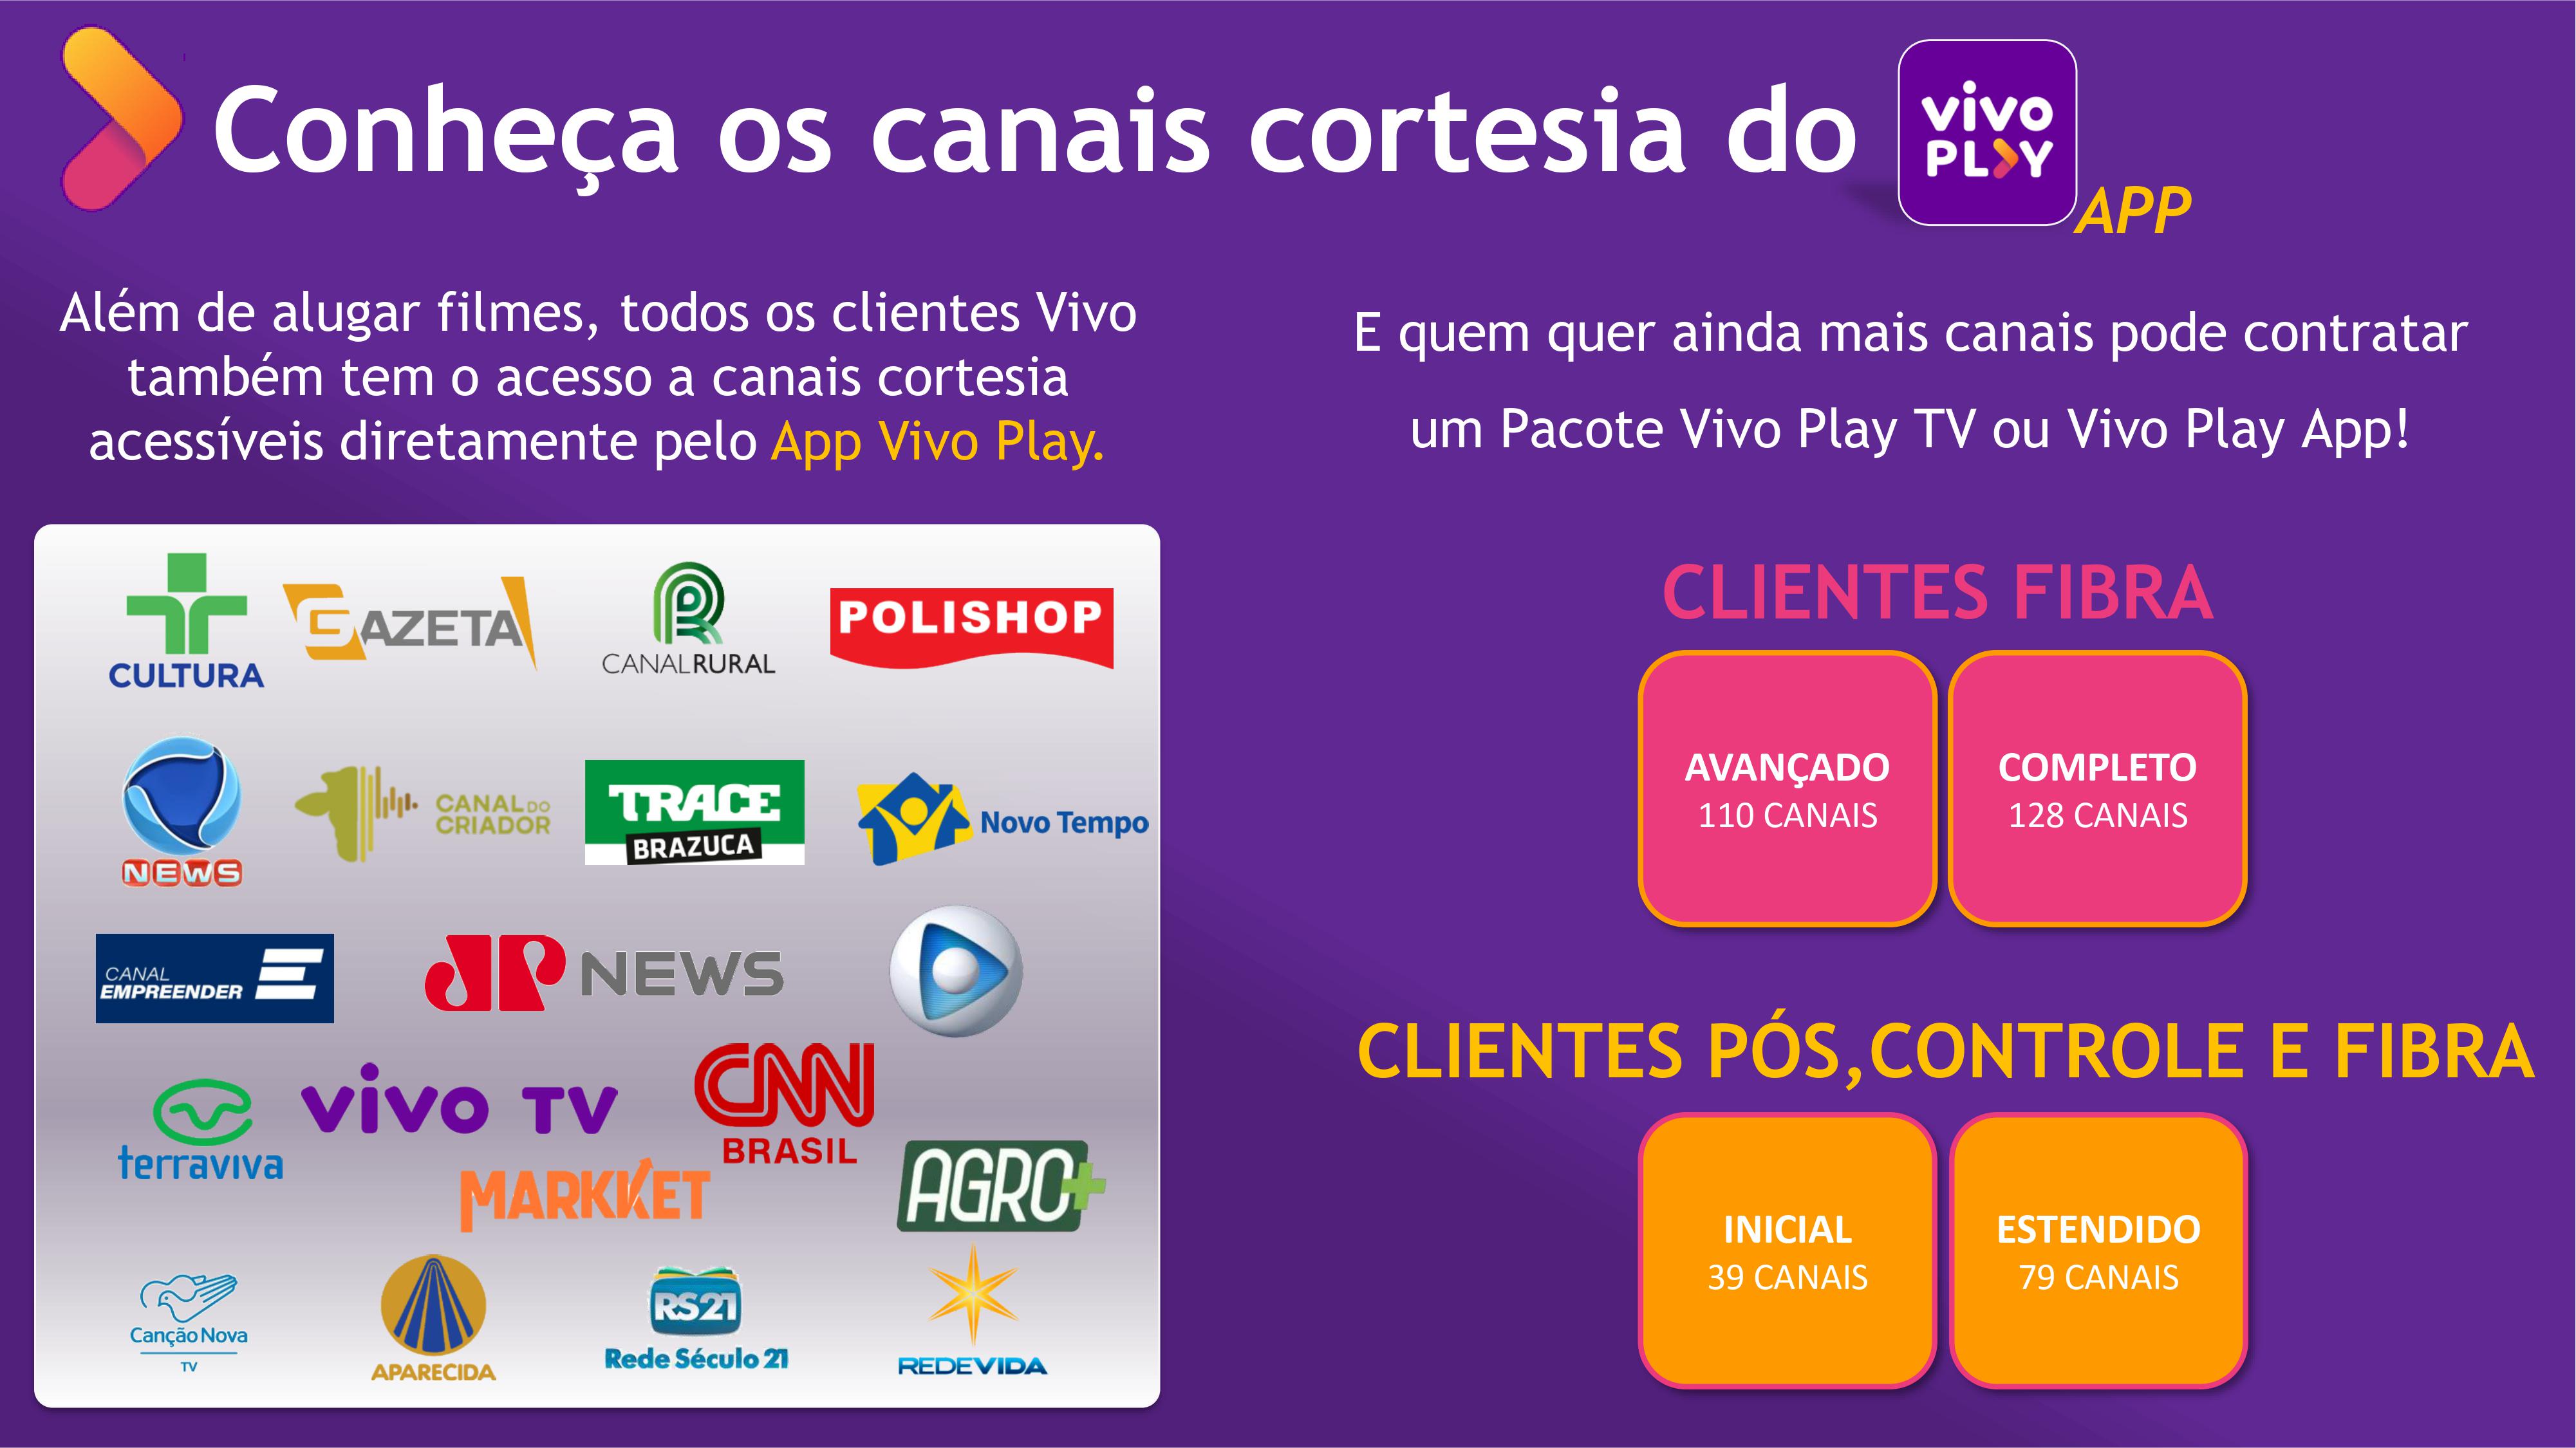 Conheça os canais cortesia do
vivo
PLAY
APP
Além de alugar filmes, todos os clientes Vivo
também tem o acesso a canais cortesia
acessíveis diretamente pelo App Vivo Play.
CULTURA
GAZETA
CANALRURAL
POLISHOP
NEWS
CANAL DO
CRIADOR
TRACE
BRAZUCA
Novo Tempo
CANAL
EMPREENDER
JP NEWS
terraviva
vivo TV
CNN
BRASIL
MARKKET
AGRO+
Canção Nova
TV
APARECIDA
RS21
Rede Século 21
REDEVIDA
E quem quer ainda mais canais pode contratar
um Pacote Vivo Play TV ou Vivo Play App!
CLIENTES FIBRA
AVANÇADO
110 CANAIS
COMPLETO
128 CANAIS
CLIENTES PÓS,CONTROLE E FIBRA
INICIAL
39 CANAIS
ESTENDIDO
79 CANAIS